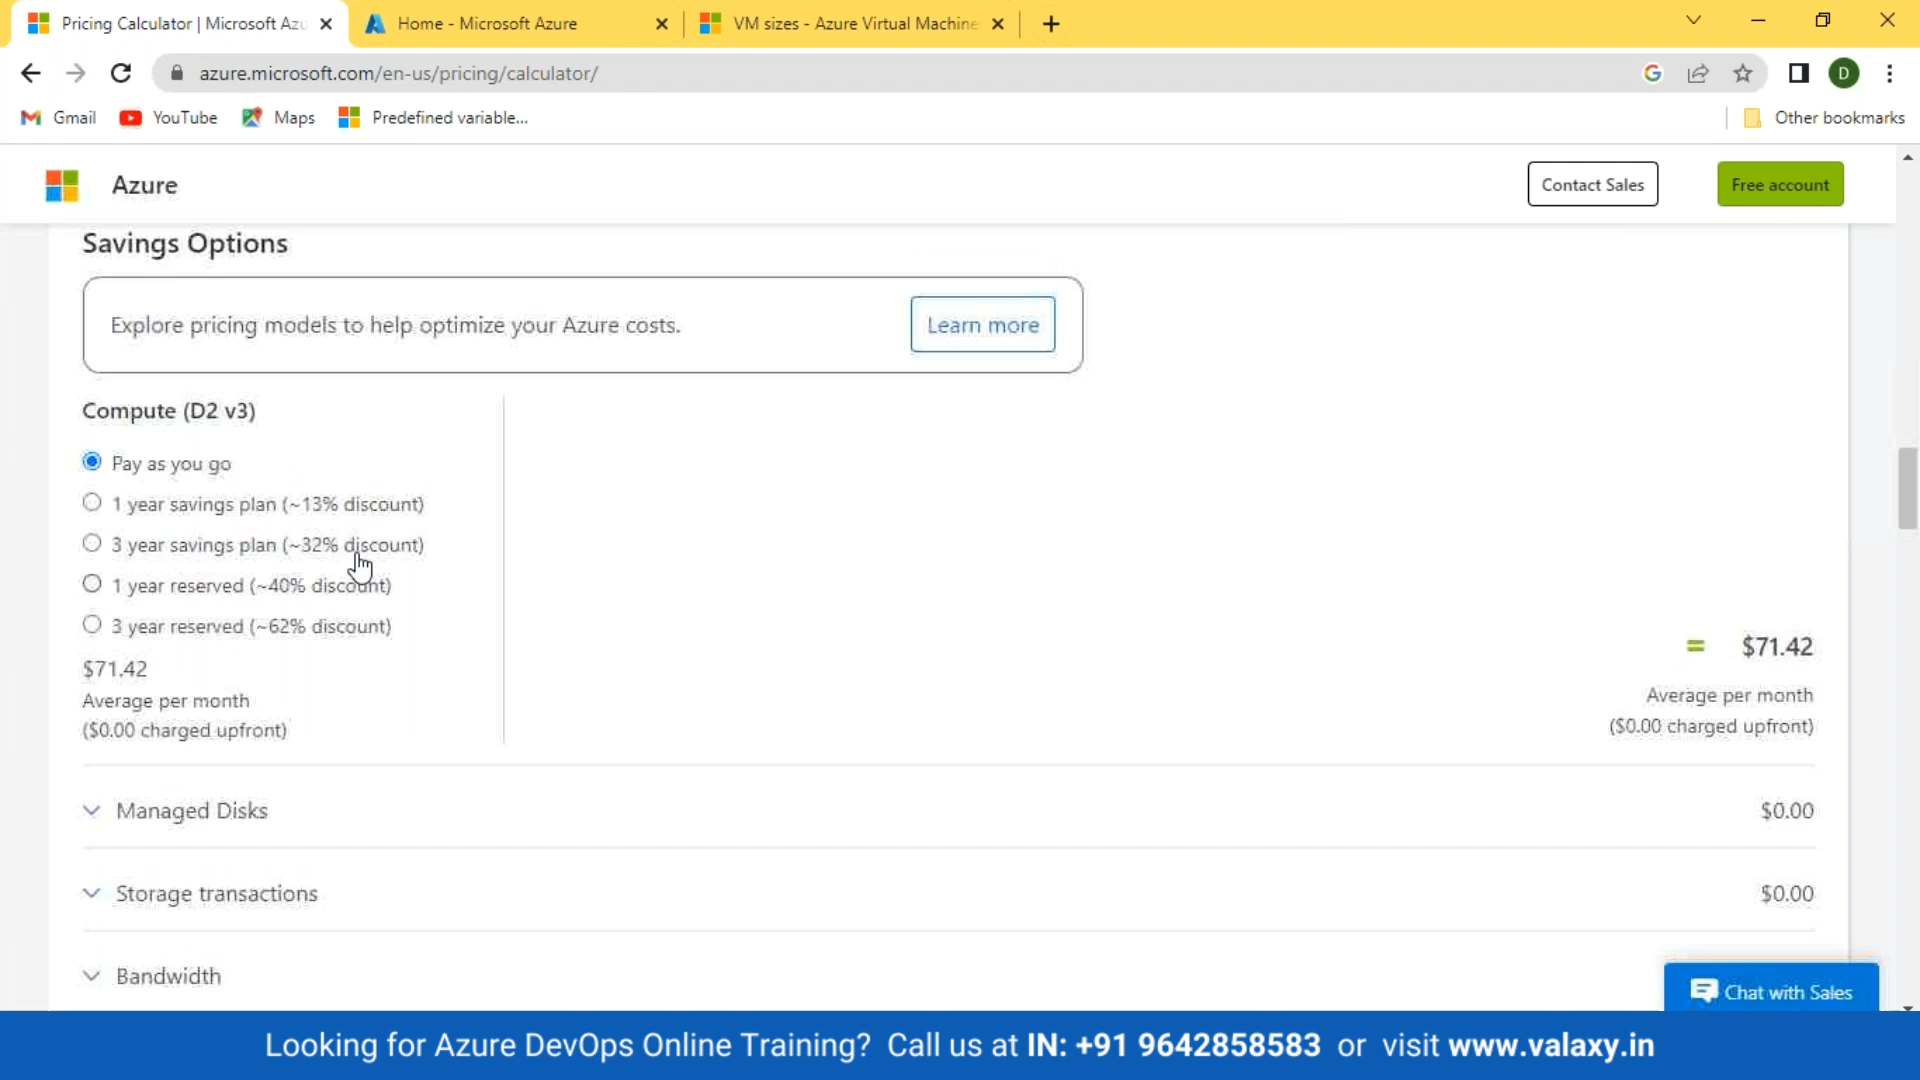 Pricing Calculator | Microsoft Azu
Home - Microsoft Azure
VM sizes - Azure Virtual Machine
azure.microsoft.com/en-us/pricing/calculator/
G
D
Gmail
YouTube
Maps
Predefined variable...
Other bookmarks
Azure
Contact Sales
Free account
Savings Options
Explore pricing models to help optimize your Azure costs.
Learn more
Compute (D2 v3)
Pay as you go
1 year savings plan (~13% discount)
3 year savings plan (~32% discount)
1 year reserved (~40% discount)
3 year reserved (~62% discount)
$71.42
Average per month
($0.00 charged upfront)
= $71.42
Average per month
($0.00 charged upfront)
Managed Disks $0.00
Storage transactions $0.00
Bandwidth
Chat with Sales
Looking for Azure DevOps Online Training? Call us at IN: +91 9642858583 or visit www.valaxy.in